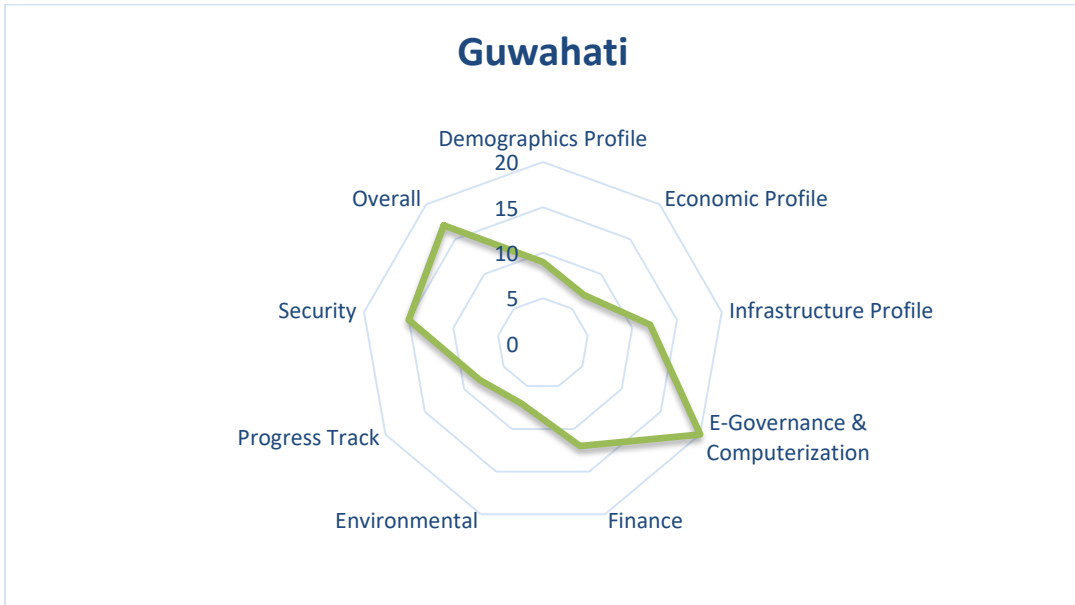 Guwahati
Demographics Profile
20
Overall
Economic Profile
15
10
Security
Infrastructure Profile
5
0
E-Governance &
Computerization
Progress Track
Environmental
Finance